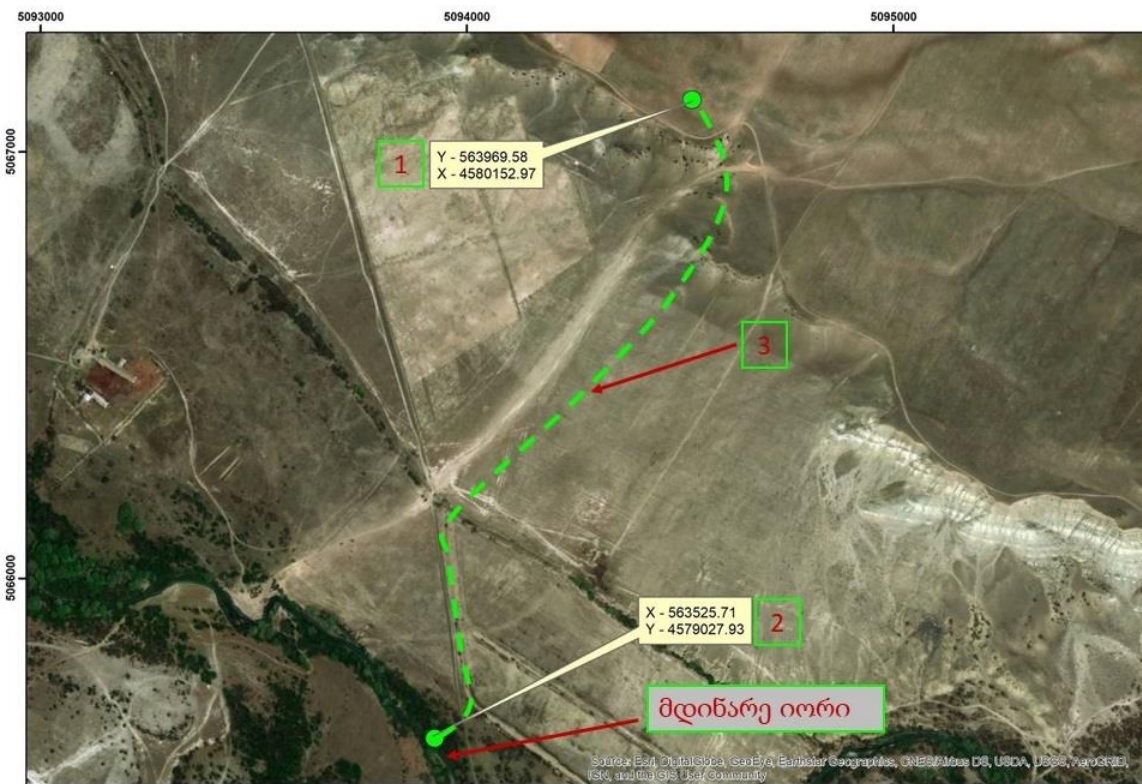 5093000
5094000
5095000
5067000
1
Y - 563969.58
X - 4580152.97
3
5066000
X - 563525.71
Y - 4579027.93
2
მდინარე იორი
Source: Esri, DigitalGlobe, GeoEye, Earthstar Geographics, CNES/Airbus DS, USDA, USGS, AeroGRID,
IGN, and the GIS User Community